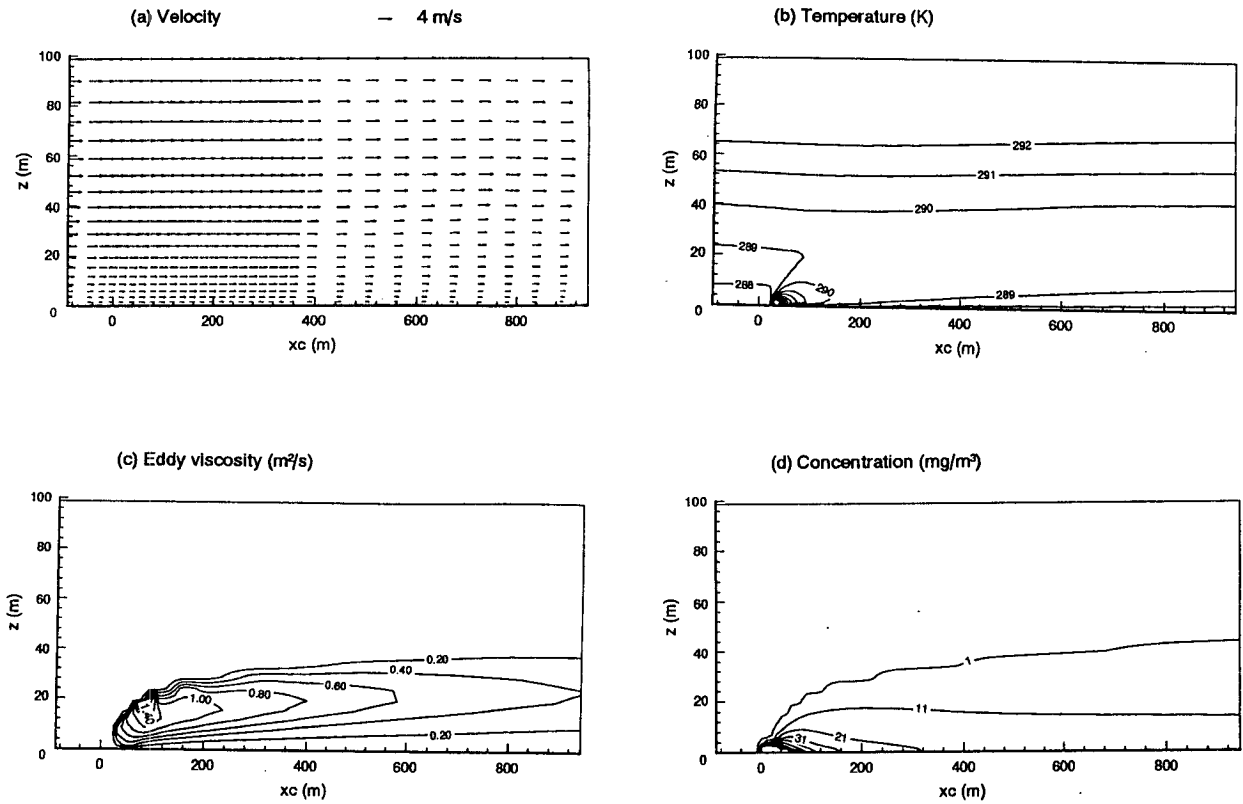 (a) Velocity → 4 m/s
100
80
60
40
20
0
z (m)
0 200 400 600 800
xc (m)
(b) Temperature (K)
100
80
60
40
20
0
z (m)
292
291
290
289
288
290
289
0 200 400 600 800
xc (m)
(c) Eddy viscosity (m²/s)
100
80
60
40
20
0
z (m)
0.20
0.40
0.60
0.80
1.00
0.20
0 200 400 600 800
xc (m)
(d) Concentration (mg/m³)
100
80
60
40
20
0
z (m)
1
11
21
31
0 200 400 600 800
xc (m)